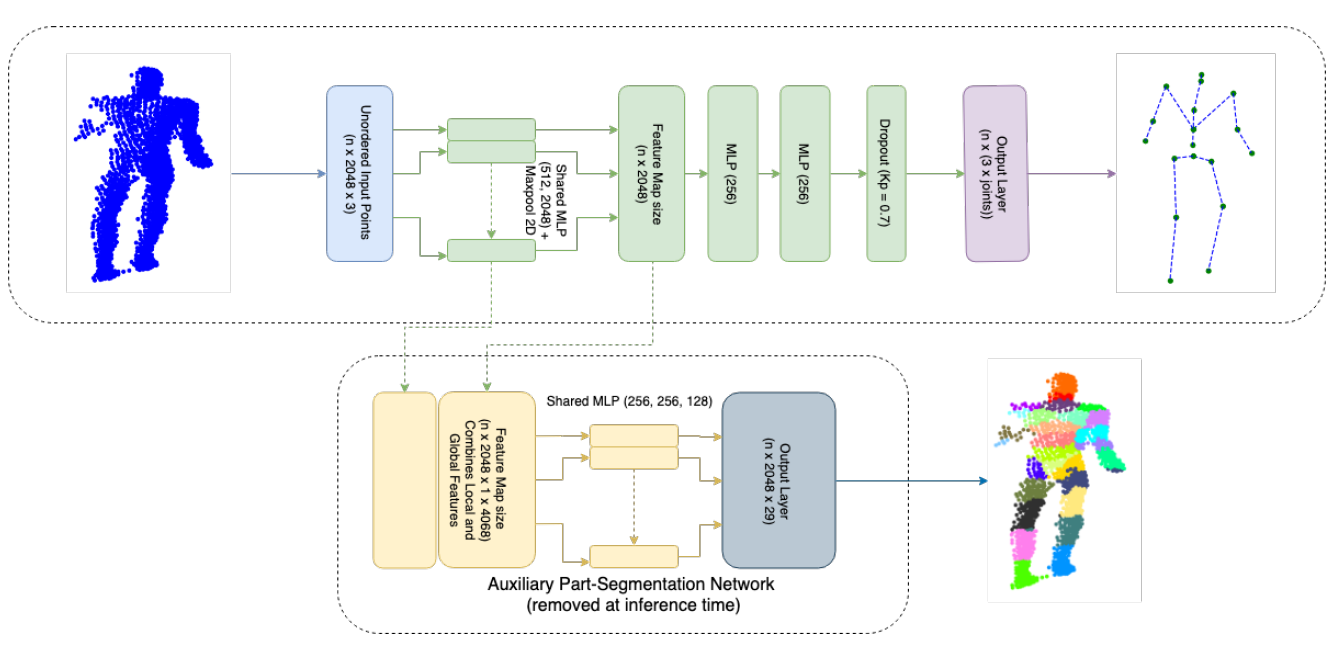 Unordered Input Points
(n x 2048 x 3)
Shared MLP
(512, 2048) +
Maxpool 2D
Feature Map size
(n x 2048)
MLP (256)
MLP (256)
Dropout (Kp = 0.7)
Output Layer
(n x (3 x joints))
Feature Map size
(n x 2048 x 1 x 4068)
Combines Local and
Global Features
Shared MLP (256, 256, 128)
Output Layer
(n x 2048 x 29)
Auxiliary Part-Segmentation Network
(removed at inference time)